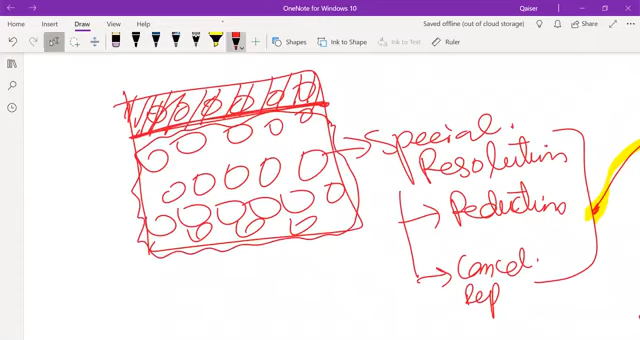 OneNote for Windows 10
Saved offline (out of cloud storage)
Qaiser
Home
Insert
Draw
View
Help
Shapes
Ink to Shape
Ink to Text
Ruler
Special
Resolution
Reduction
Cancel.
Rep